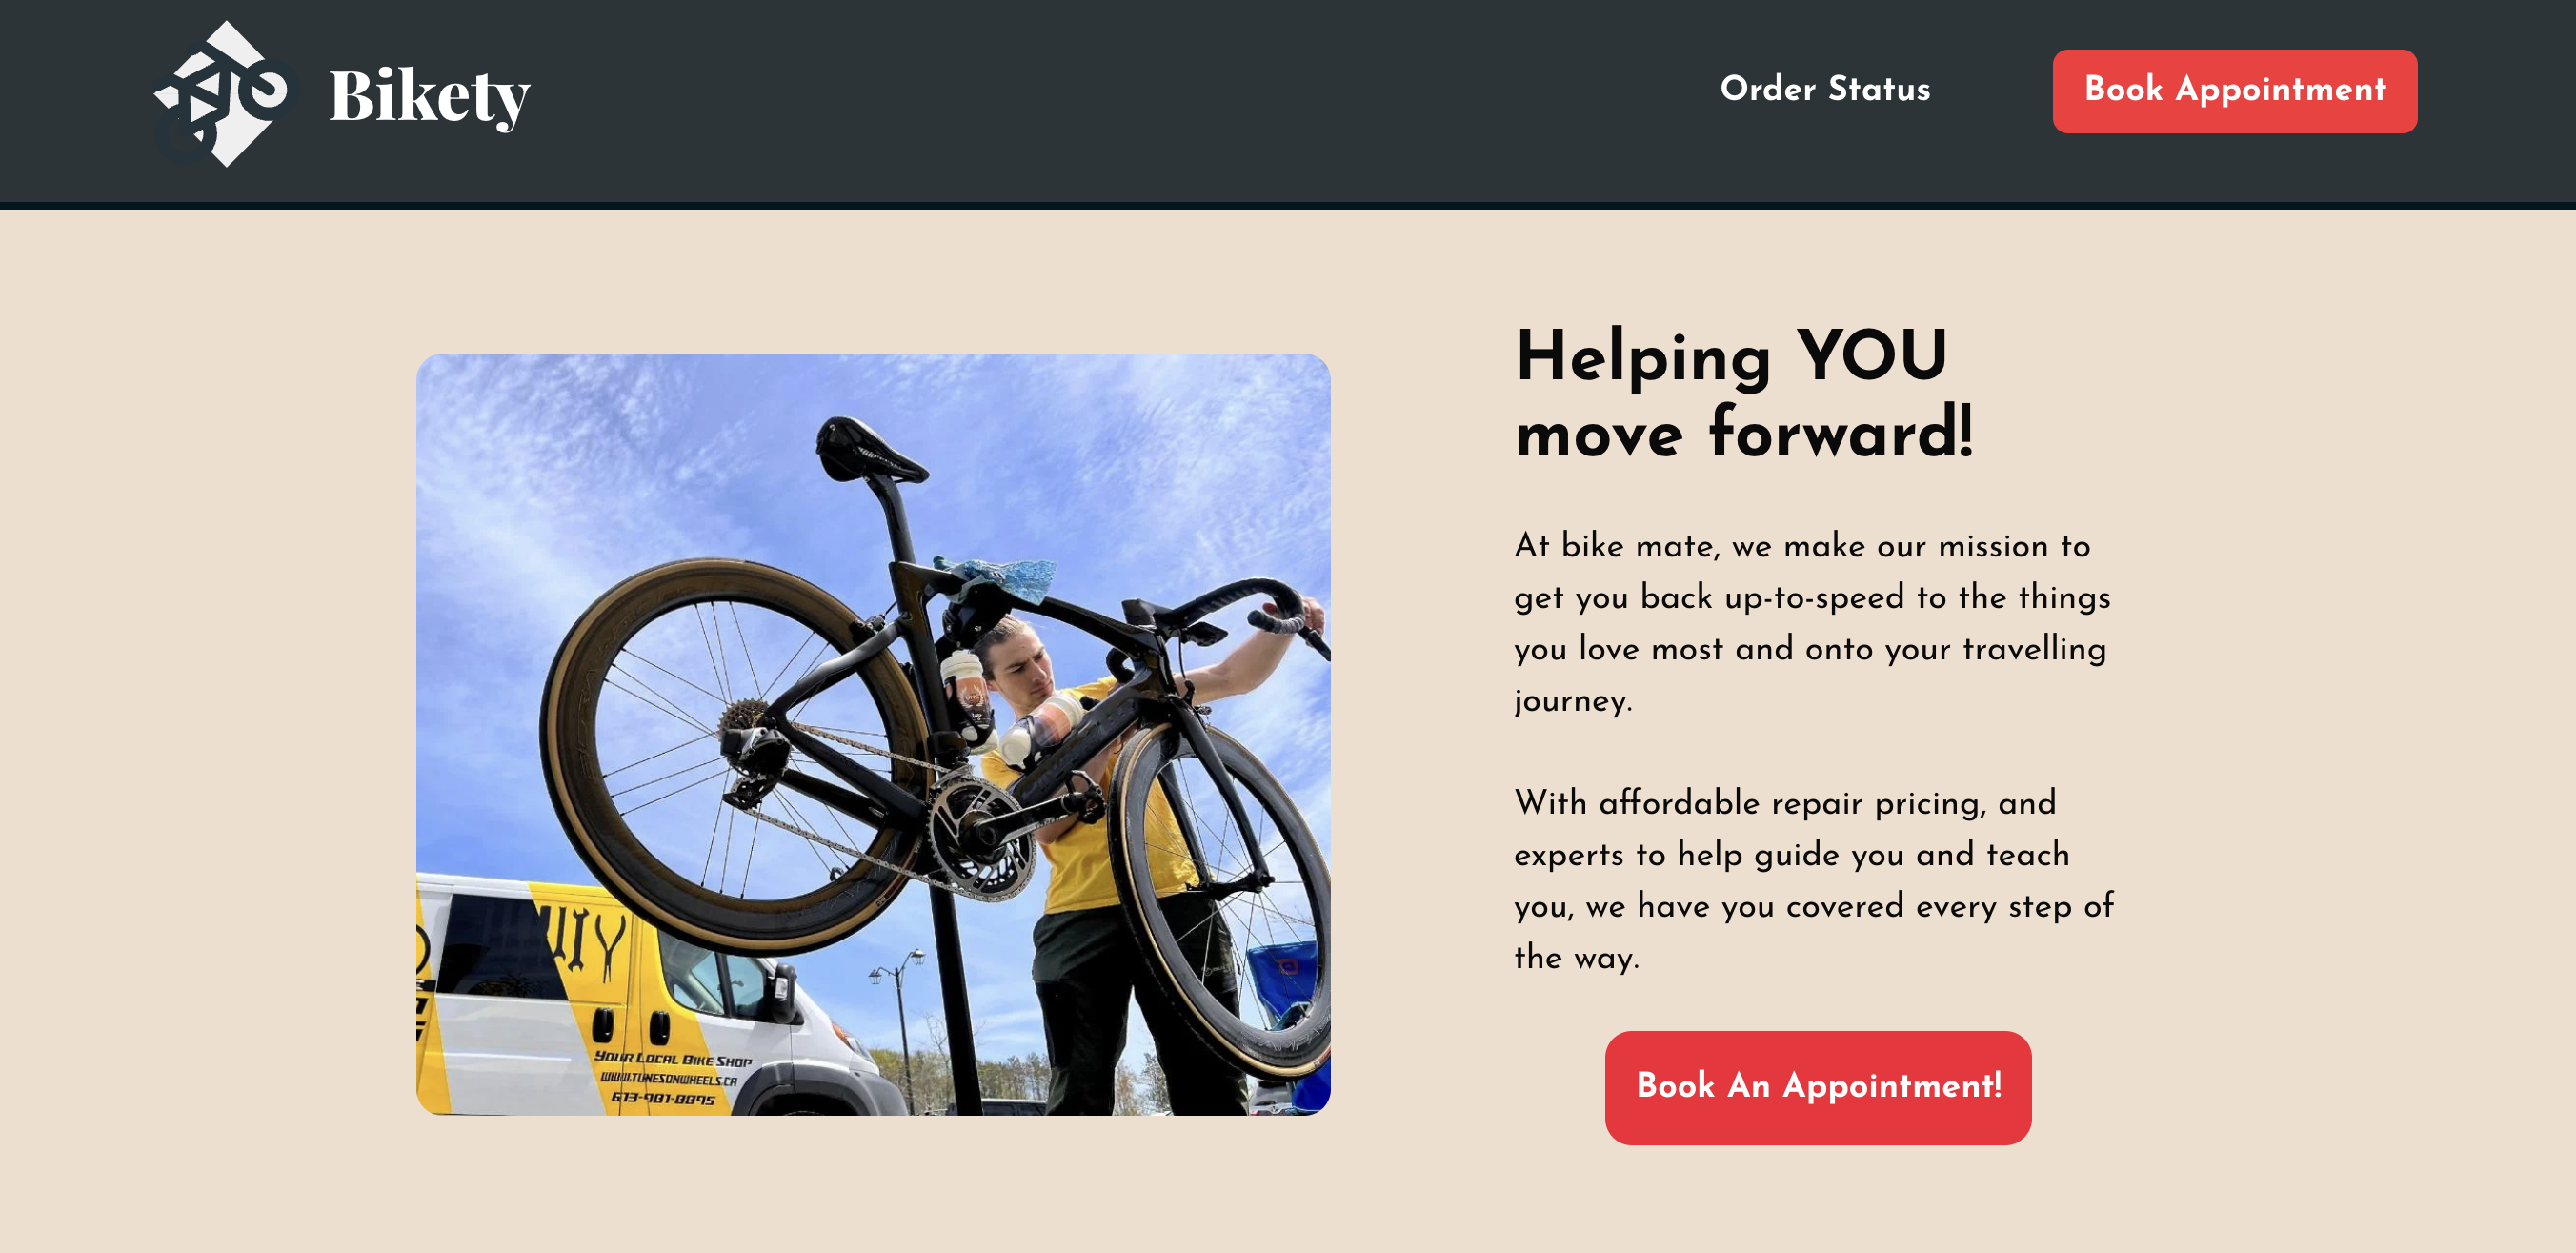 Bikety
Order Status
Book Appointment
Helping YOU
move forward!
At bike mate, we make our mission to
get you back up-to-speed to the things
you love most and onto your travelling
journey.
With affordable repair pricing, and
experts to help guide you and teach
you, we have you covered every step of
the way.
Book An Appointment!
Your Local Bike Shop
www.tunesonwheels.ca
613-981-8895